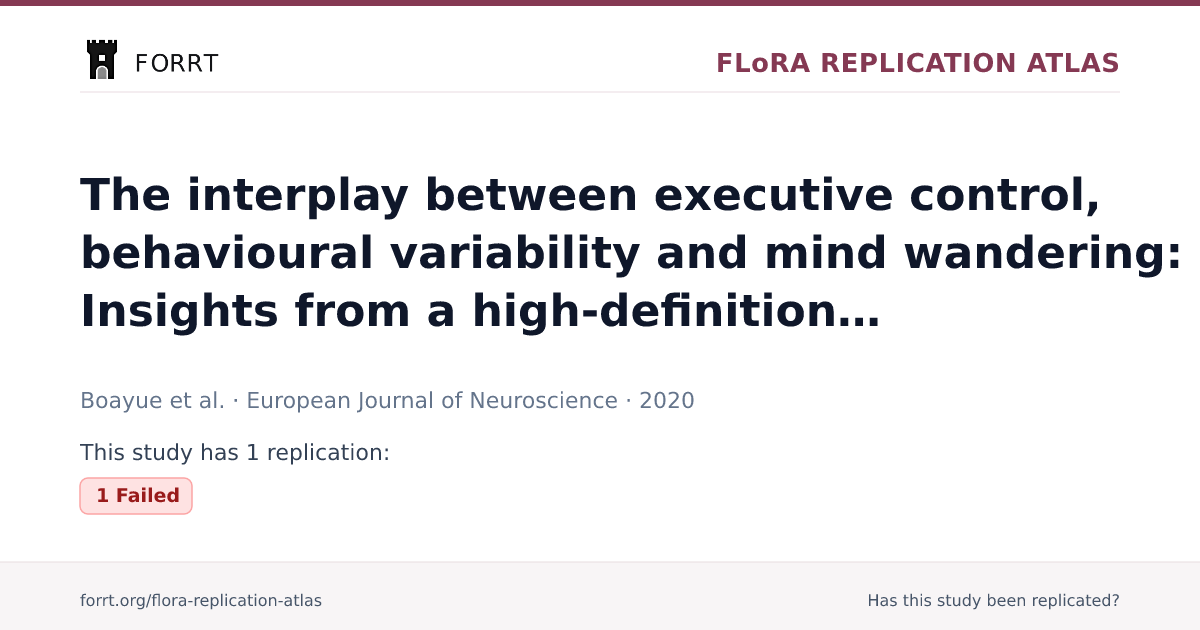 FORRT
FLoRA REPLICATION ATLAS
The interplay between executive control,
behavioural variability and mind wandering:
Insights from a high-definition…
Boayue et al. · European Journal of Neuroscience · 2020
This study has 1 replication:
1 Failed
forrt.org/flora-replication-atlas
Has this study been replicated?